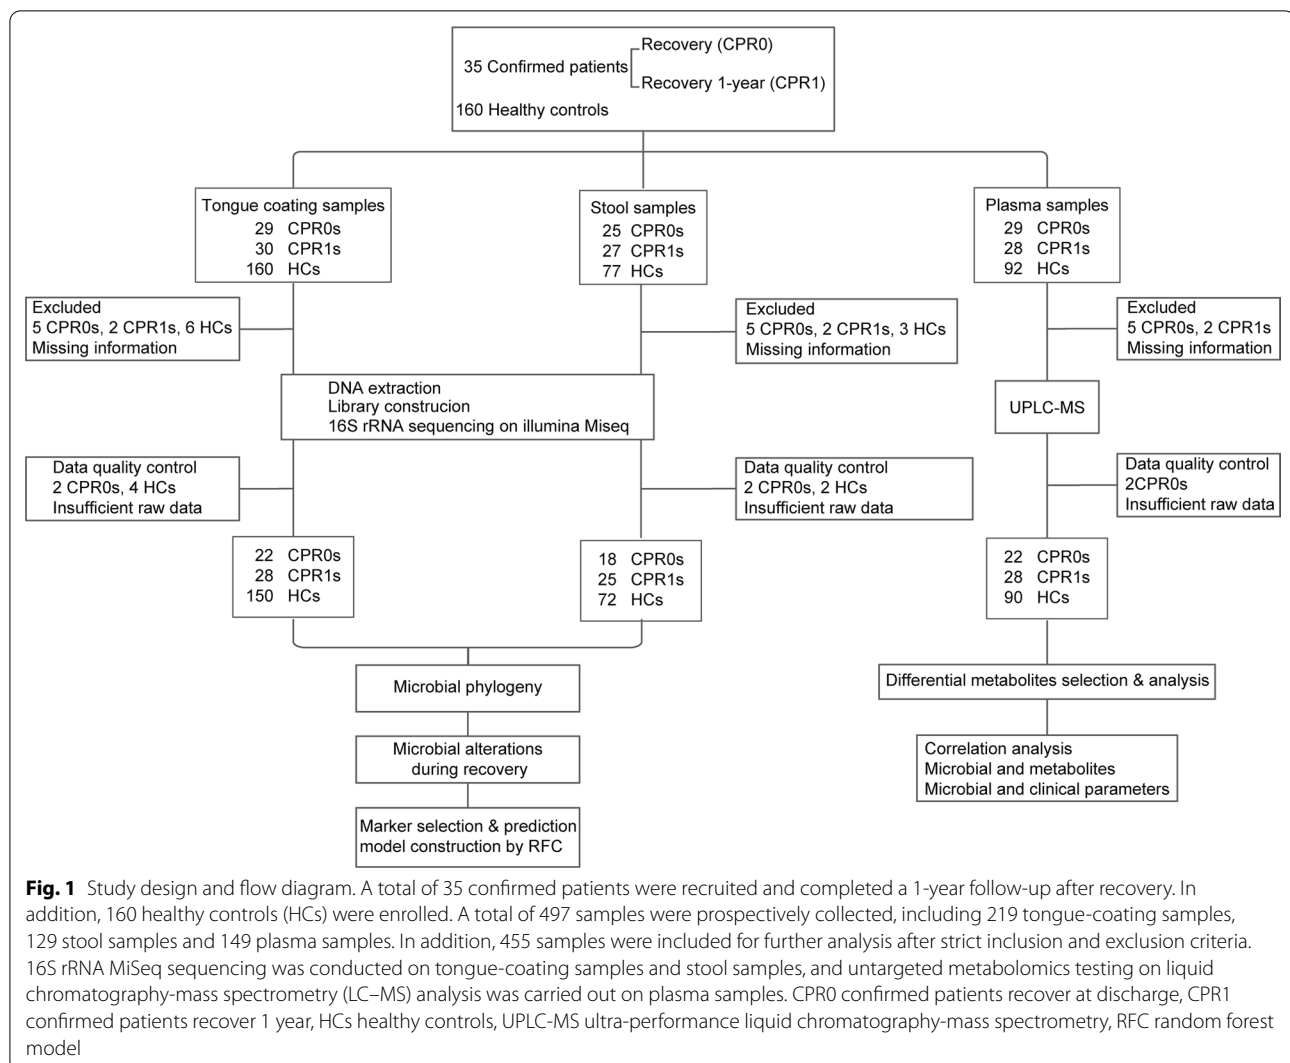 35 Confirmed patients
Recovery (CPR0)
Recovery 1-year (CPR1)
160 Healthy controls
Tongue coating samples
29 CPR0s
30 CPR1s
160 HCs
Stool samples
25 CPR0s
27 CPR1s
77 HCs
Plasma samples
29 CPR0s
28 CPR1s
92 HCs
Excluded
5 CPR0s, 2 CPR1s, 6 HCs
Missing information
Excluded
5 CPR0s, 2 CPR1s, 3 HCs
Missing information
Excluded
5 CPR0s, 2 CPR1s
Missing information
DNA extraction
Library construcion
16S rRNA sequencing on illumina Miseq
UPLC-MS
Data quality control
2 CPR0s, 4 HCs
Insufficient raw data
Data quality control
2 CPR0s, 2 HCs
Insufficient raw data
Data quality control
2CPR0s
Insufficient raw data
22 CPR0s
28 CPR1s
150 HCs
18 CPR0s
25 CPR1s
72 HCs
22 CPR0s
28 CPR1s
90 HCs
Microbial phylogeny
Microbial alterations
during recovery
Marker selection & prediction
model construction by RFC
Differential metabolites selection & analysis
Correlation analysis
Microbial and metabolites
Microbial and clinical parameters
Fig. 1 Study design and flow diagram. A total of 35 confirmed patients were recruited and completed a 1-year follow-up after recovery. In
addition, 160 healthy controls (HCs) were enrolled. A total of 497 samples were prospectively collected, including 219 tongue-coating samples,
129 stool samples and 149 plasma samples. In addition, 455 samples were included for further analysis after strict inclusion and exclusion criteria.
16S rRNA MiSeq sequencing was conducted on tongue-coating samples and stool samples, and untargeted metabolomics testing on liquid
chromatography-mass spectrometry (LC–MS) analysis was carried out on plasma samples. CPR0 confirmed patients recover at discharge, CPR1
confirmed patients recover 1 year, HCs healthy controls, UPLC-MS ultra-performance liquid chromatography-mass spectrometry, RFC random forest
model